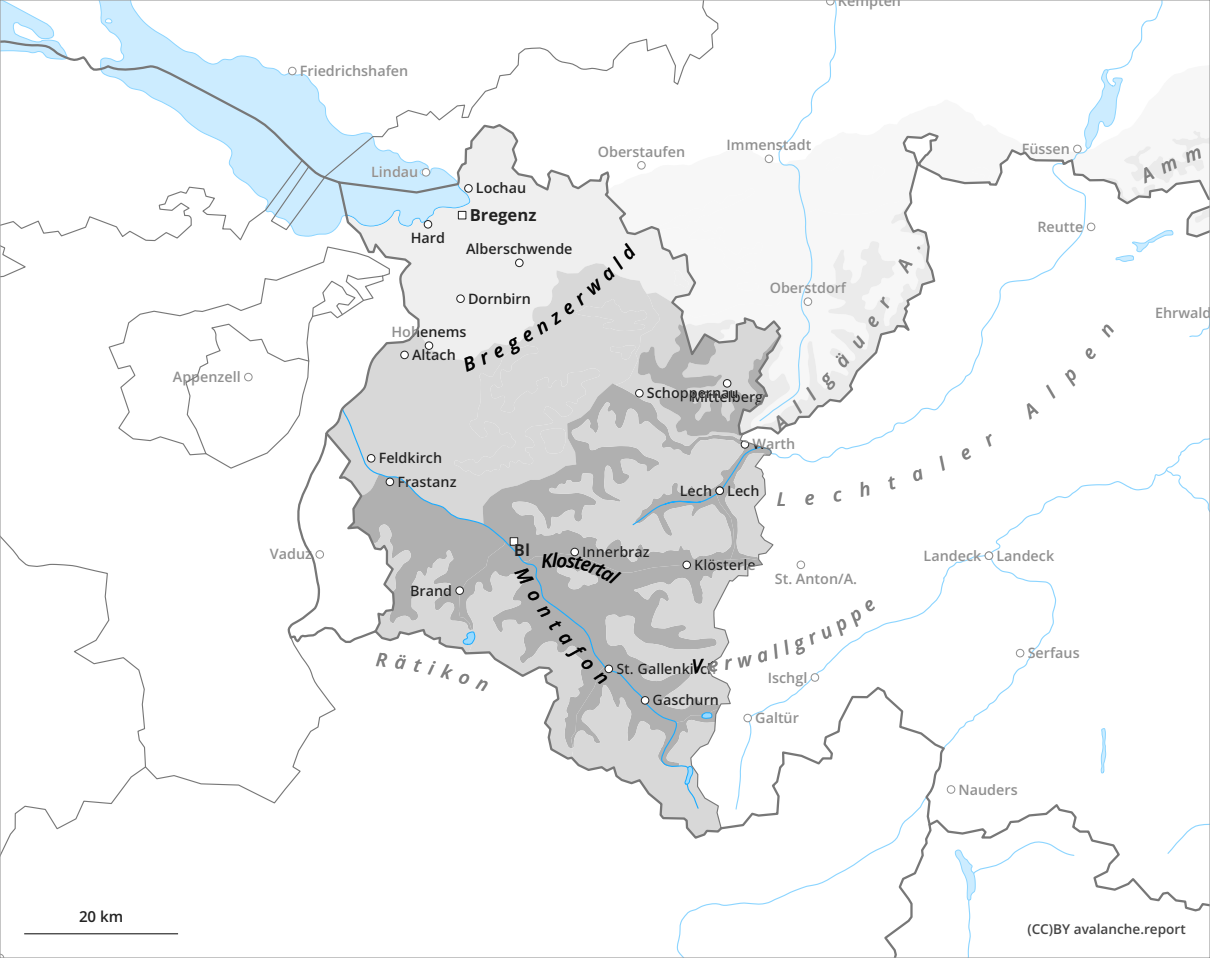 Kempten
Friedrichshafen
Immenstadt
Füssen
Oberstaufen
Amm
Lindau
Lochau
Bregenz
Hard
Reutte
Alberschwende
Bregenzerwald
Dornbirn
Oberstdorf
Ehrwald
Hohenems
Altach
Allgäuer A.
Appenzell
Schoppernau
Mittelberg
Lechtaler Alpen
Warth
Feldkirch
Frastanz
Lech
Lech
Bl
Innerbraz
Klostertal
Klösterle
Vaduz
Landeck
Landeck
St. Anton/A.
Brand
Montafon
Rätikon
Verwallgruppe
Serfaus
St. Gallenkirch
Ischgl
Gaschurn
Galtür
Nauders
20 km
(CC)BY avalanche.report